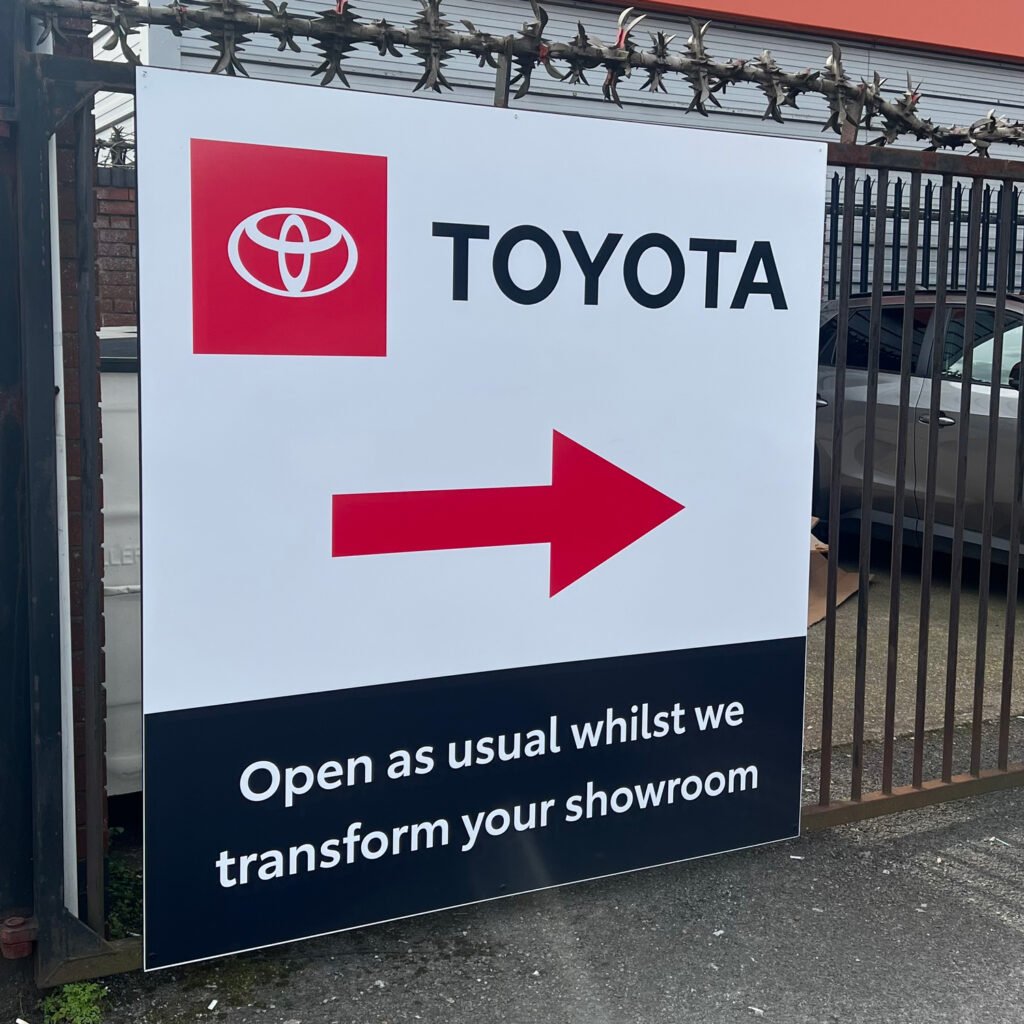 TOYOTA
Open as usual whilst we
transform your showroom